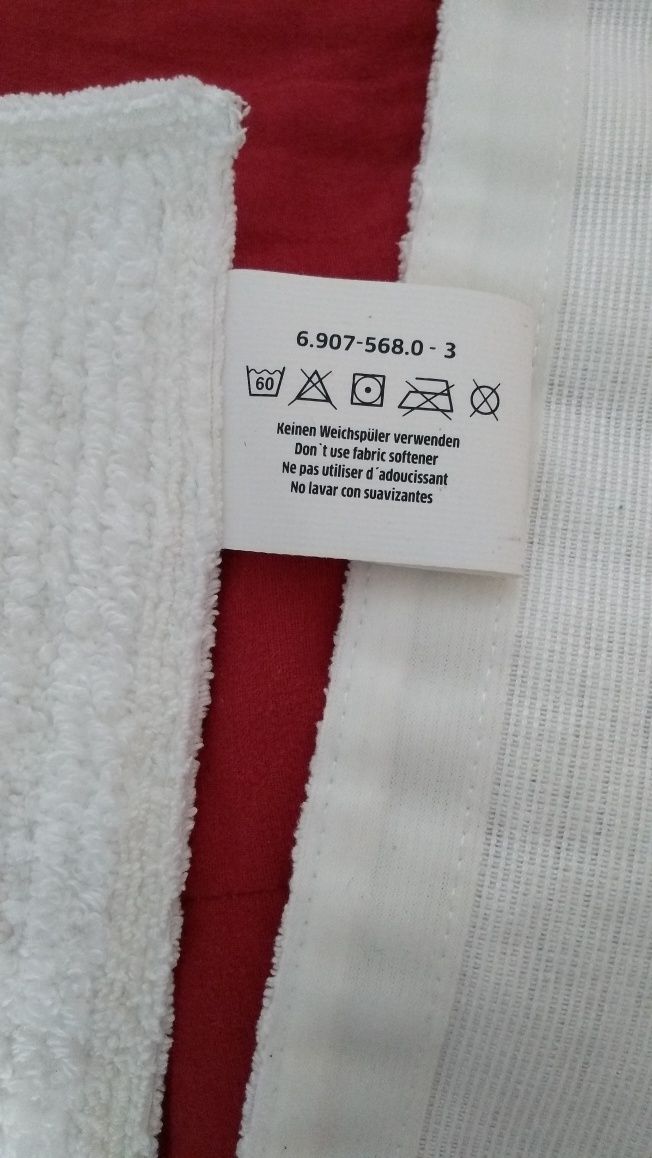 6.907-568.0 - 3
60
Keinen Weichspüler verwenden
Don`t use fabric softener
Ne pas utiliser d´adoucissant
No lavar con suavizantes